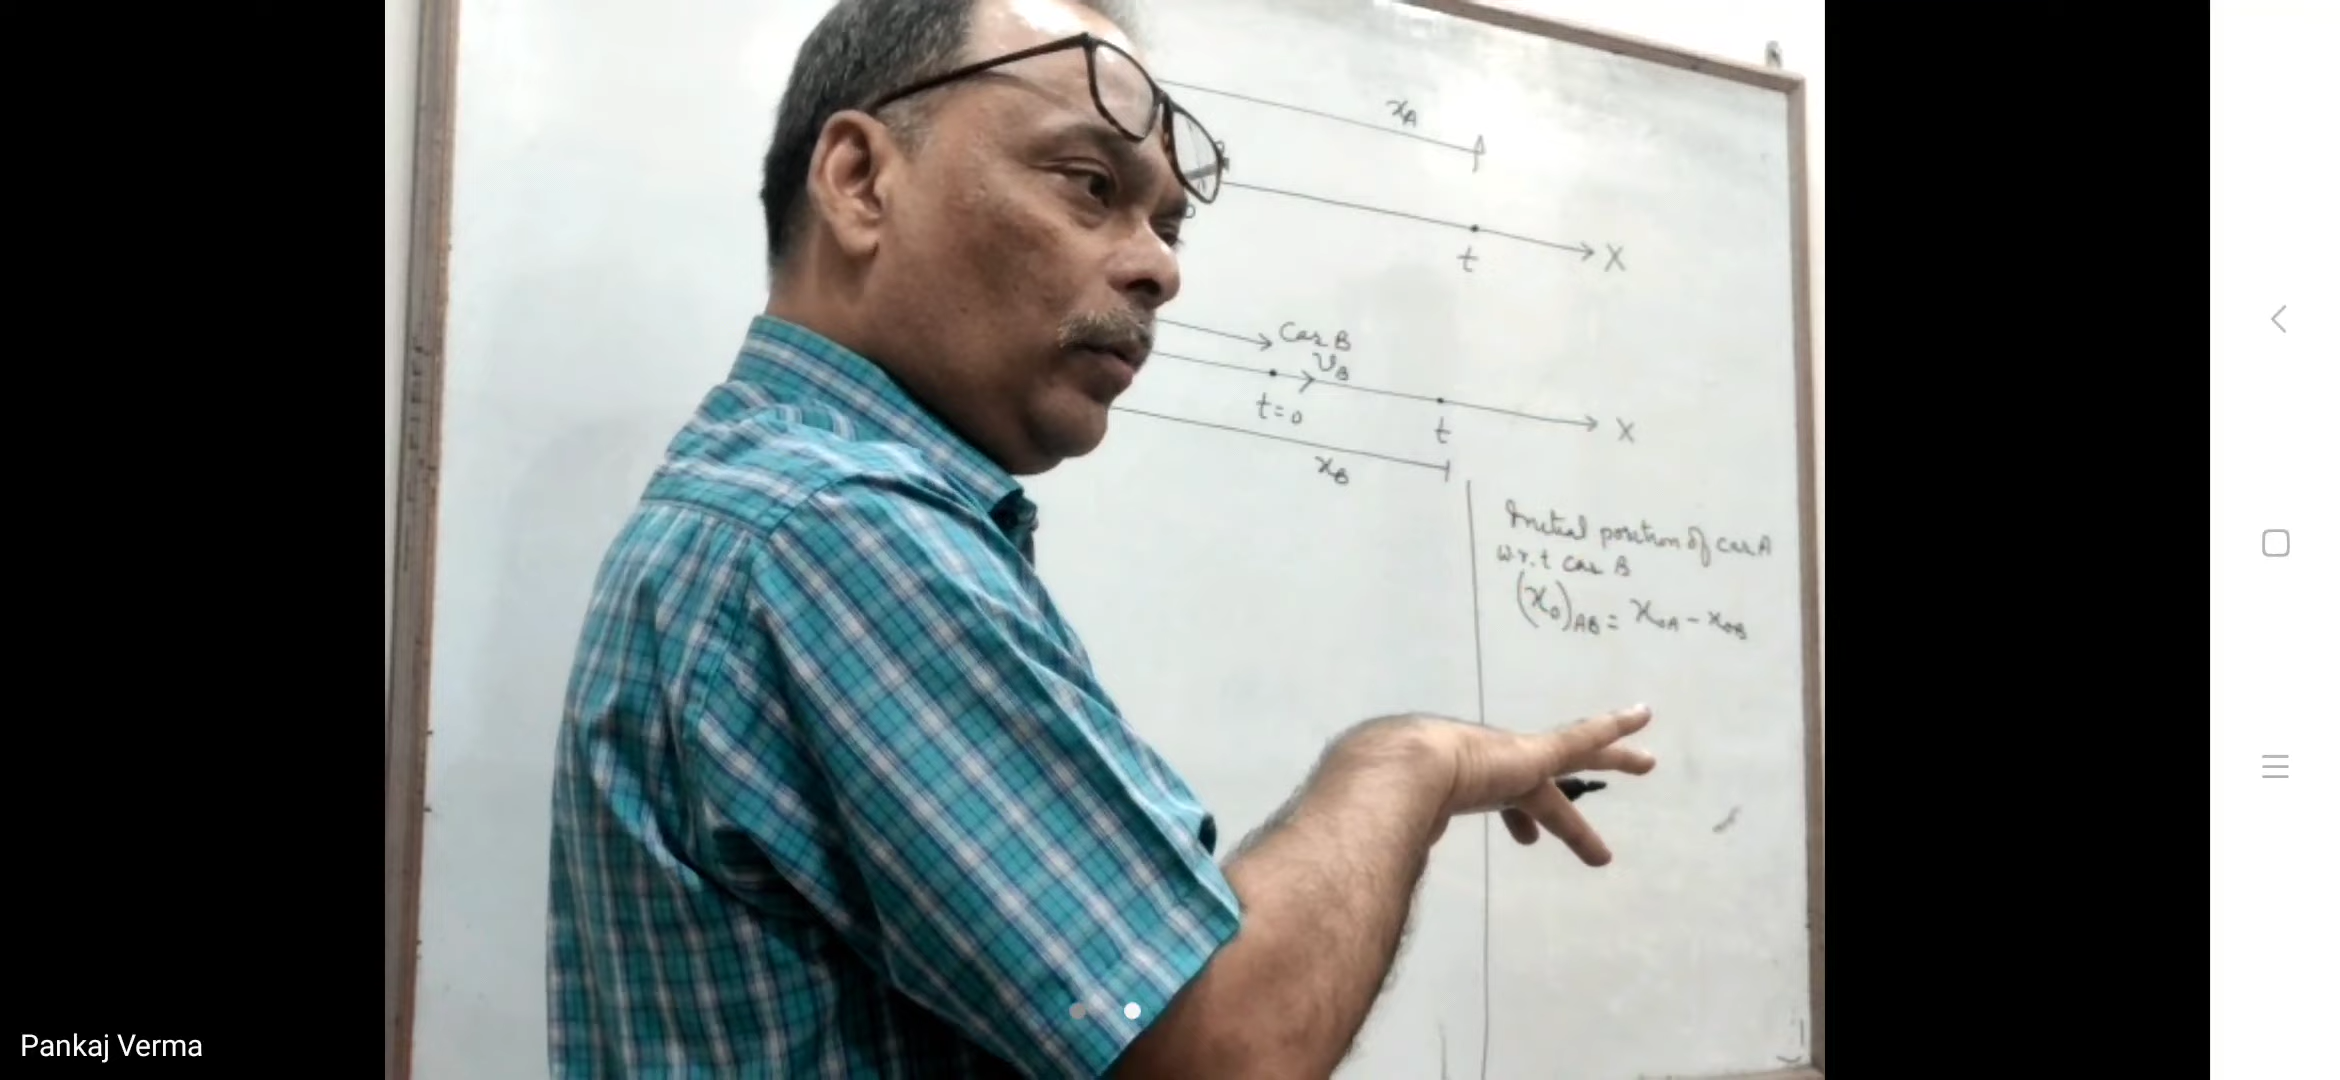 x_A
t
X
Car B
v_B
t=0
t
X
x_B
Initial position of car A
w.r.t car B
(x_0)_AB = x_0A - x_0B
Pankaj Verma